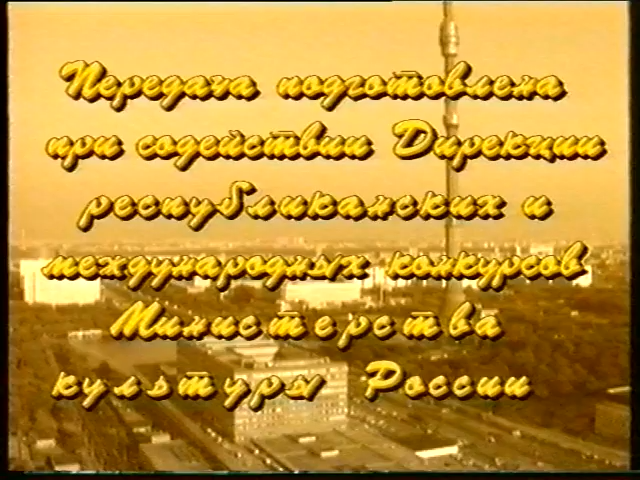 Передача подготовлена
при содействии Дирекции
республиканских и
международных конкурсов
Министерства
культуры России